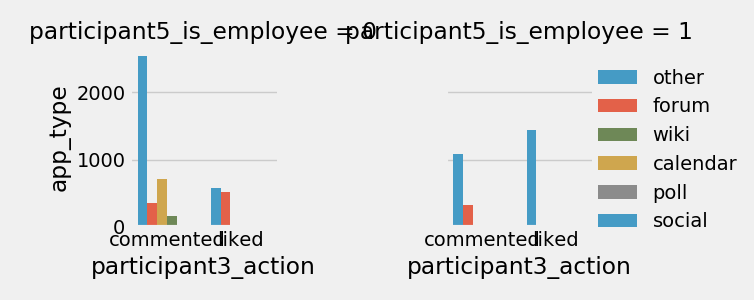 participant5_is_employee = 0
participant5_is_employee = 1
app_type
2000
1000
0
commented
liked
commented
liked
participant3_action
participant3_action
other
forum
wiki
calendar
poll
social